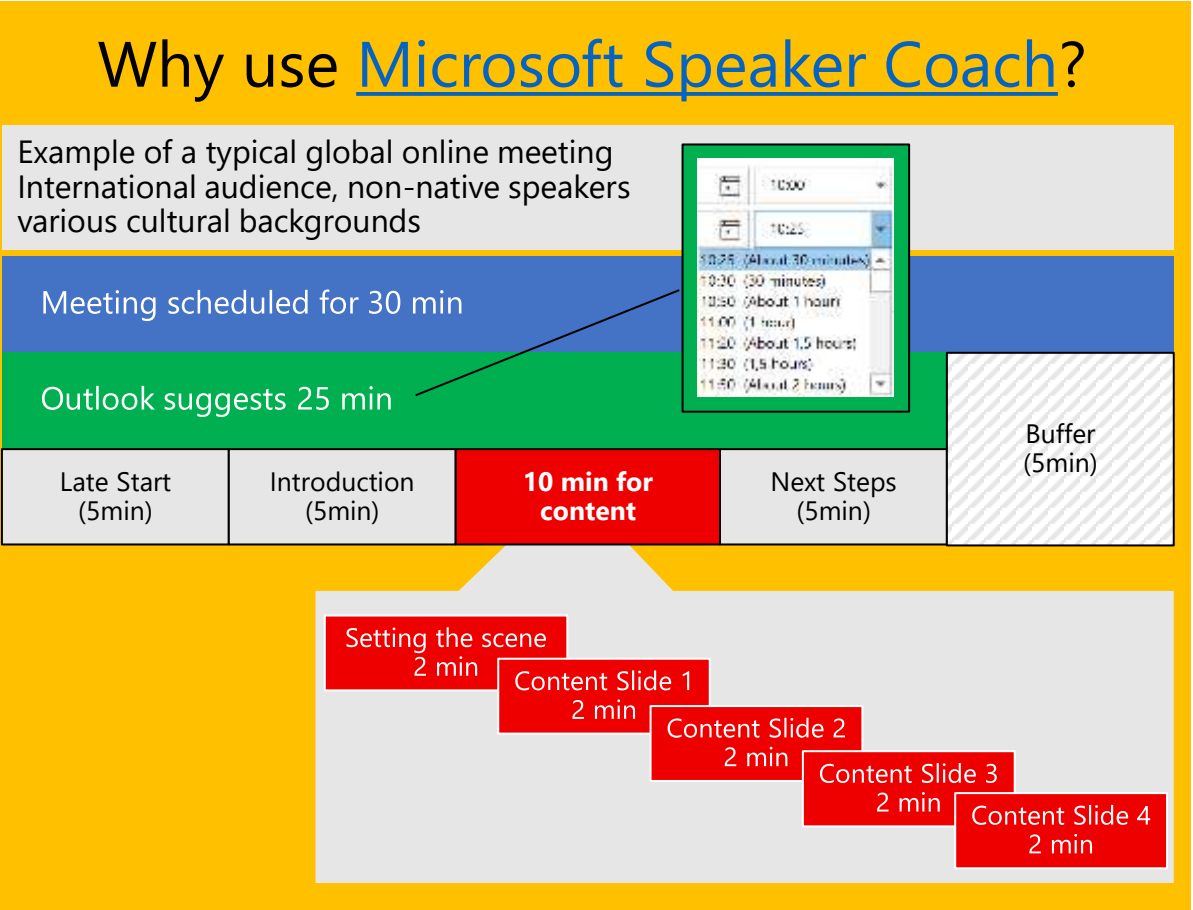 Why use Microsoft Speaker Coach?
Example of a typical global online meeting
International audience, non-native speakers
various cultural backgrounds
10:00
10:25
10:25 (About 30 minutes)
10:30 (30 minutes)
10:50 (About 1 hour)
11:00 (1 hour)
11:20 (About 1,5 hours)
11:30 (1,5 hours)
11:50 (About 2 hours)
Meeting scheduled for 30 min
Outlook suggests 25 min
Late Start
(5min)
Introduction
(5min)
10 min for
content
Next Steps
(5min)
Buffer
(5min)
Setting the scene
2 min
Content Slide 1
2 min
Content Slide 2
2 min
Content Slide 3
2 min
Content Slide 4
2 min